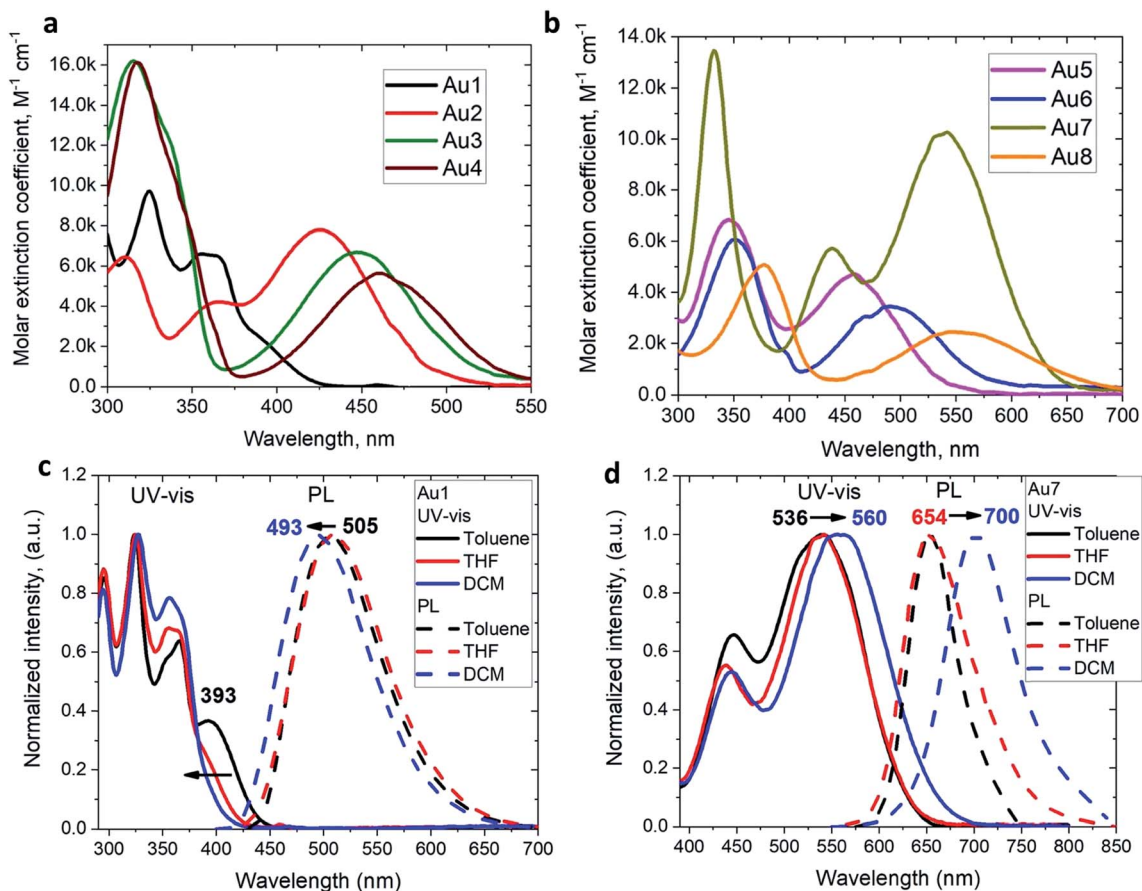 a
Molar extinction coefficient, M⁻¹ cm⁻¹
16.0k
14.0k
12.0k
10.0k
8.0k
6.0k
4.0k
2.0k
0.0
Au1
Au2
Au3
Au4
300 350 400 450 500 550
Wavelength, nm
b
Molar extinction coefficient, M⁻¹ cm⁻¹
14.0k
12.0k
10.0k
8.0k
6.0k
4.0k
2.0k
0.0
Au5
Au6
Au7
Au8
300 350 400 450 500 550 600 650 700
Wavelength, nm
c
Normalized intensity, (a.u.)
1.2
1.0
0.8
0.6
0.4
0.2
0.0
UV-vis PL
493 505
393
Au1
UV-vis
Toluene
THF
DCM
PL
Toluene
THF
DCM
300 350 400 450 500 550 600 650 700
Wavelength (nm)
d
Normalized intensity, (a.u.)
1.2
1.0
0.8
0.6
0.4
0.2
0.0
UV-vis PL
536 560 654 700
Au7
UV-vis
Toluene
THF
DCM
PL
Toluene
THF
DCM
400 450 500 550 600 650 700 750 800 850
Wavelength (nm)